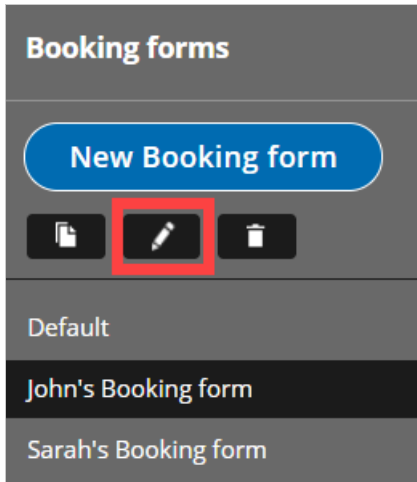 Booking forms
New Booking form
Default
John's Booking form
Sarah's Booking form